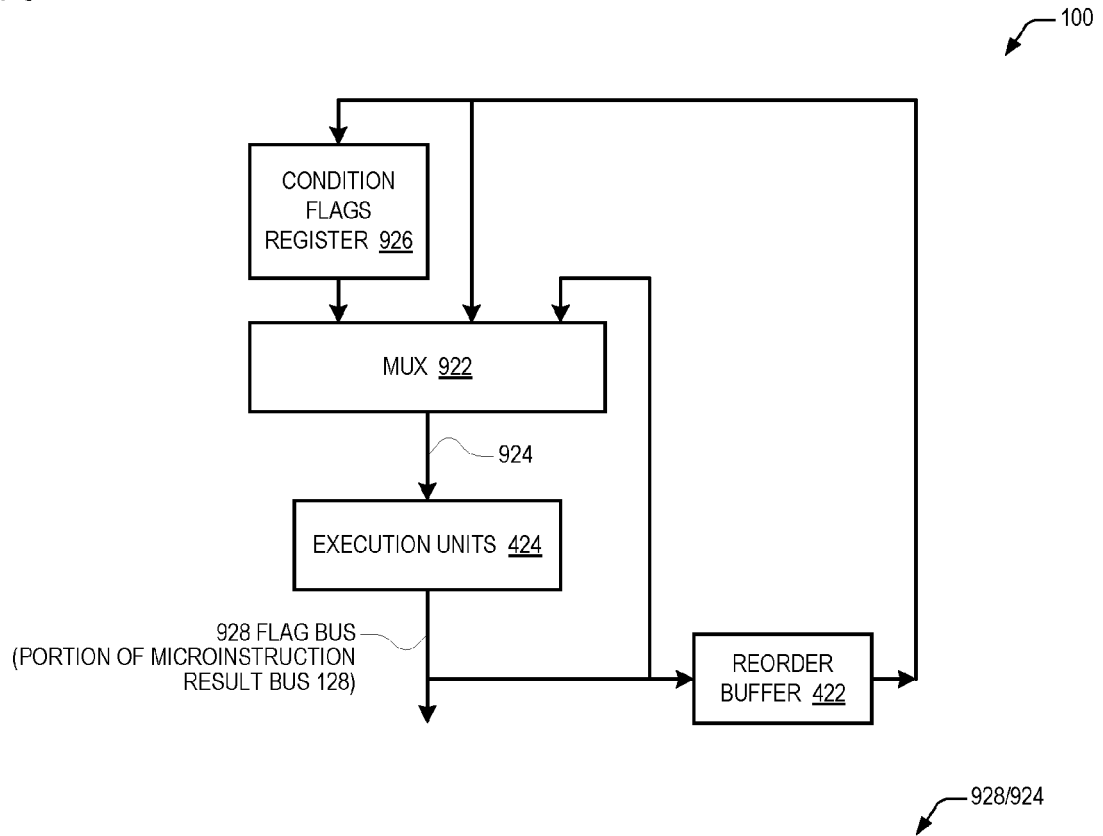 100
CONDITION
FLAGS
REGISTER 926
MUX 922
924
EXECUTION UNITS 424
928 FLAG BUS
(PORTION OF MICROINSTRUCTION
RESULT BUS 128)
REORDER
BUFFER 422
928/924